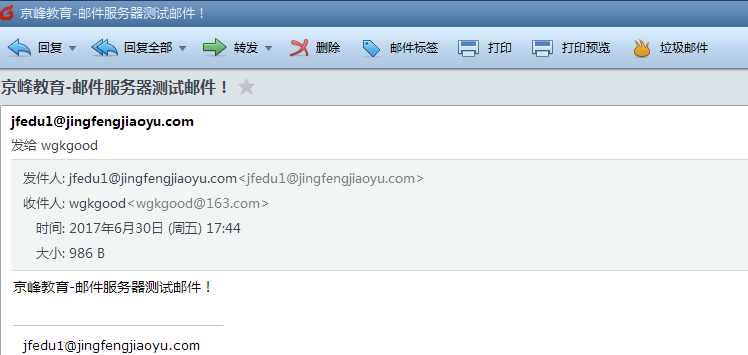 京峰教育-邮件服务器测试邮件！
回复 回复全部 转发 删除 邮件标签 打印 打印预览 垃圾邮件
京峰教育-邮件服务器测试邮件！
jfedu1@jingfengjiaoyu.com
发给 wgkgood
发件人: jfedu1@jingfengjiaoyu.com<jfedu1@jingfengjiaoyu.com>
收件人: wgkgood<wgkgood@163.com>
时间: 2017年6月30日 (周五) 17:44
大小: 986 B
京峰教育-邮件服务器测试邮件！
jfedu1@jingfengjiaoyu.com